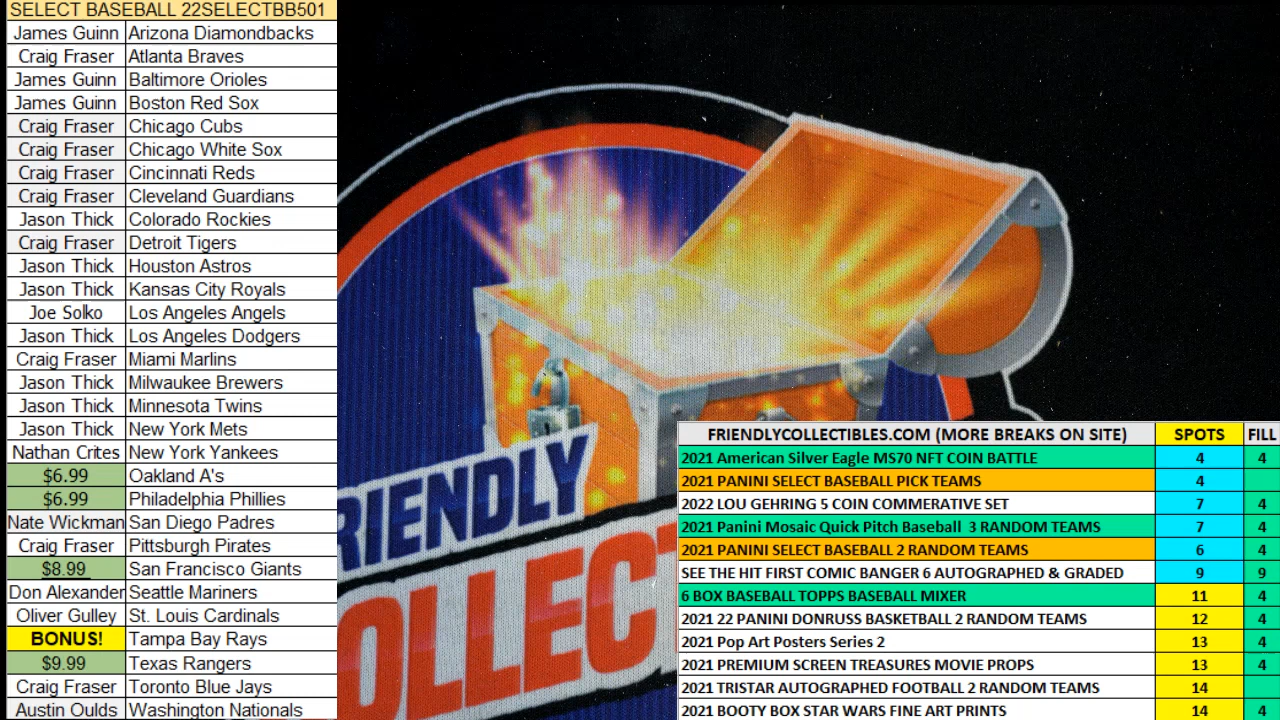 SELECT BASEBALL 22SELECTBB501
James Guinn Arizona Diamondbacks
Craig Fraser Atlanta Braves
James Guinn Baltimore Orioles
James Guinn Boston Red Sox
Craig Fraser Chicago Cubs
Craig Fraser Chicago White Sox
Craig Fraser Cincinnati Reds
Craig Fraser Cleveland Guardians
Jason Thick Colorado Rockies
Craig Fraser Detroit Tigers
Jason Thick Houston Astros
Jason Thick Kansas City Royals
Joe Solko Los Angeles Angels
Jason Thick Los Angeles Dodgers
Craig Fraser Miami Marlins
Jason Thick Milwaukee Brewers
Jason Thick Minnesota Twins
Jason Thick New York Mets
Nathan Crites New York Yankees
$6.99 Oakland A's
$6.99 Philadelphia Phillies
Nate Wickman San Diego Padres
Craig Fraser Pittsburgh Pirates
$8.99 San Francisco Giants
Don Alexander Seattle Mariners
Oliver Gulley St. Louis Cardinals
BONUS! Tampa Bay Rays
$9.99 Texas Rangers
Craig Fraser Toronto Blue Jays
Austin Oulds Washington Nationals
RIENDLY
OLLECT
FRIENDLYCOLLECTIBLES.COM (MORE BREAKS ON SITE) SPOTS FILL
2021 American Silver Eagle MS70 NFT COIN BATTLE 4 4
2021 PANINI SELECT BASEBALL PICK TEAMS 4
2022 LOU GEHRING 5 COIN COMMERATIVE SET 7 4
2021 Panini Mosaic Quick Pitch Baseball 3 RANDOM TEAMS 7 4
2021 PANINI SELECT BASEBALL 2 RANDOM TEAMS 6 4
SEE THE HIT FIRST COMIC BANGER 6 AUTOGRAPHED & GRADED 9 9
6 BOX BASEBALL TOPPS BASEBALL MIXER 11 4
2021 22 PANINI DONRUSS BASKETBALL 2 RANDOM TEAMS 12 4
2021 Pop Art Posters Series 2 13 4
2021 PREMIUM SCREEN TREASURES MOVIE PROPS 13 4
2021 TRISTAR AUTOGRAPHED FOOTBALL 2 RANDOM TEAMS 14
2021 BOOTY BOX STAR WARS FINE ART PRINTS 14 4